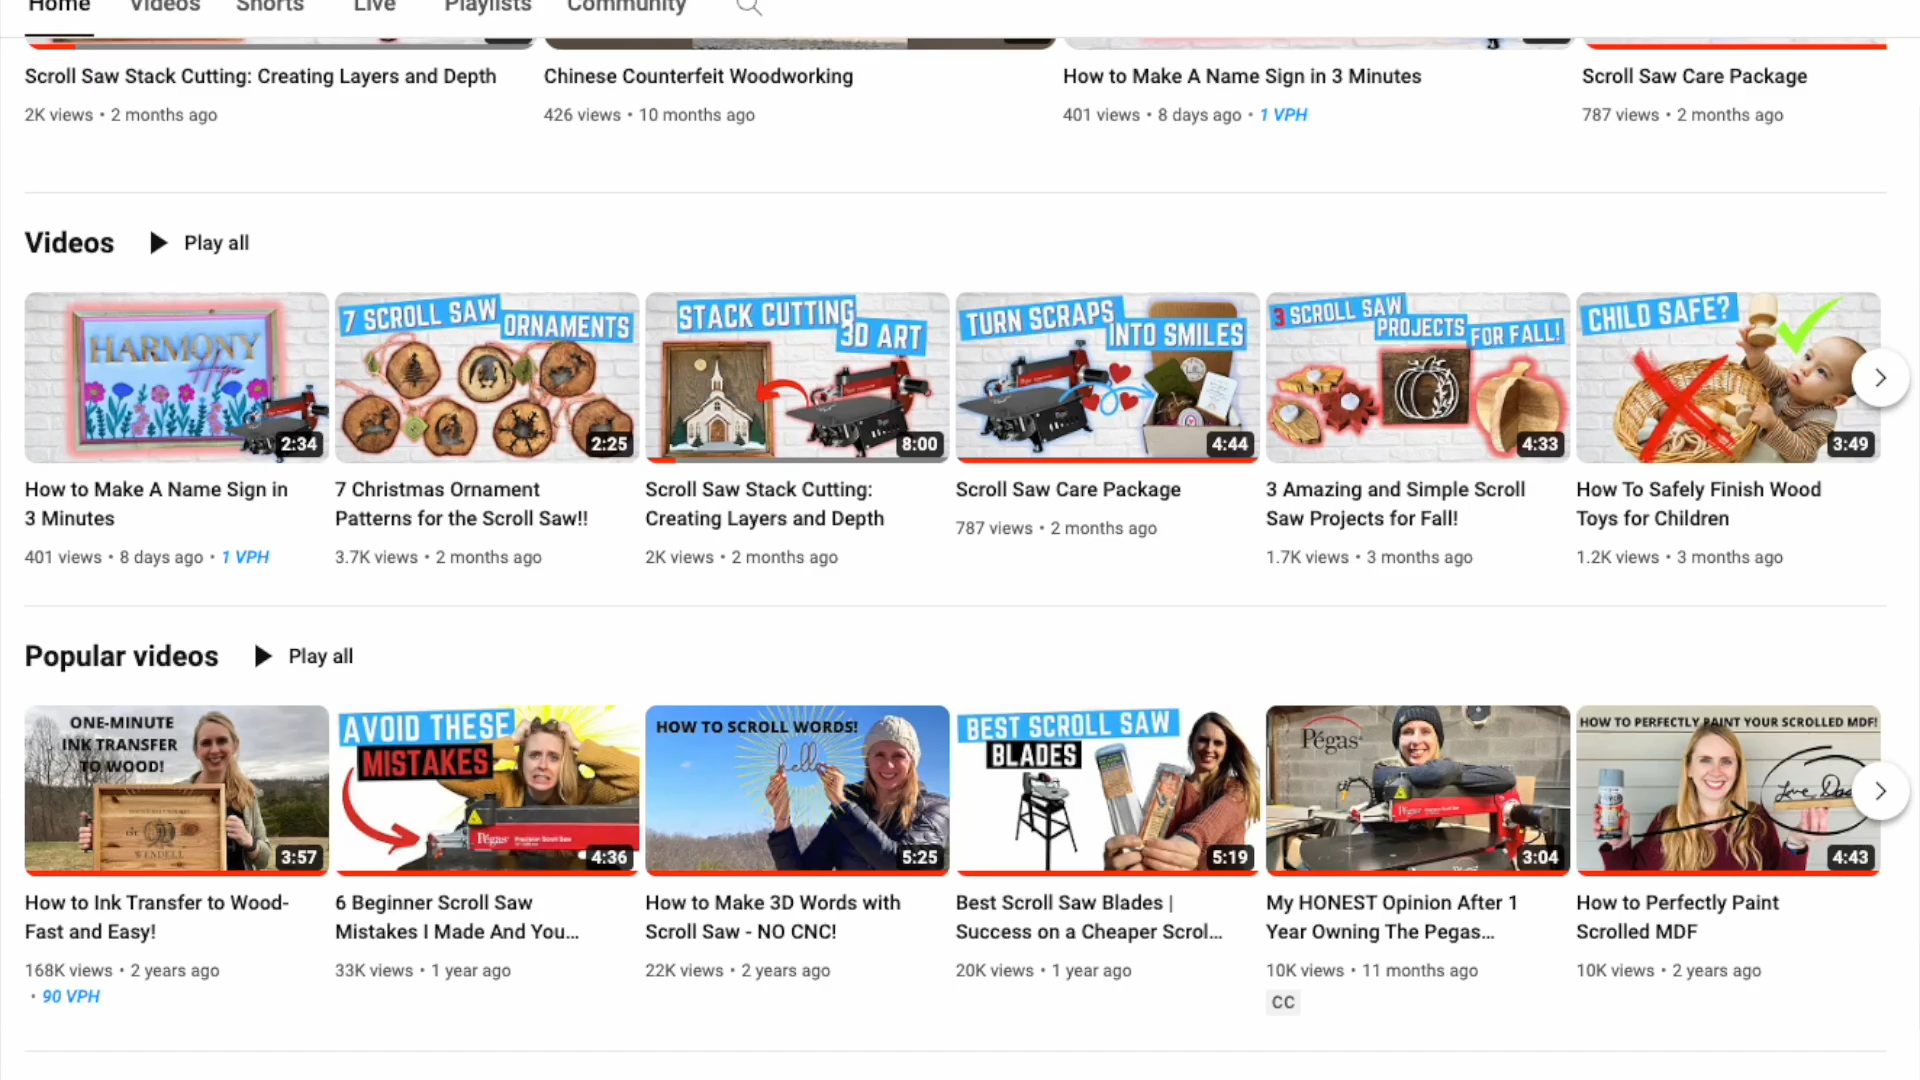 Home Videos Shorts Live Playlists Community
Scroll Saw Stack Cutting: Creating Layers and Depth
2K views • 2 months ago
Chinese Counterfeit Woodworking
426 views • 10 months ago
How to Make A Name Sign in 3 Minutes
401 views • 8 days ago • 1 VPH
Scroll Saw Care Package
787 views • 2 months ago
Videos Play all
HARMONY
2:34
How to Make A Name Sign in
3 Minutes
401 views • 8 days ago • 1 VPH
7 SCROLL SAW
ORNAMENTS
2:25
7 Christmas Ornament
Patterns for the Scroll Saw!!
3.7K views • 2 months ago
STACK CUTTING
3D ART
8:00
Scroll Saw Stack Cutting:
Creating Layers and Depth
2K views • 2 months ago
TURN SCRAPS
INTO SMILES
4:44
Scroll Saw Care Package
787 views • 2 months ago
3 SCROLL SAW
PROJECTS
FOR FALL!
4:33
3 Amazing and Simple Scroll
Saw Projects for Fall!
1.7K views • 3 months ago
CHILD SAFE?
3:49
How To Safely Finish Wood
Toys for Children
1.2K views • 3 months ago
Popular videos Play all
ONE-MINUTE
INK TRANSFER
TO WOOD!
WENDELL
3:57
How to Ink Transfer to Wood-
Fast and Easy!
168K views • 2 years ago
• 90 VPH
AVOID THESE
MISTAKES
Pégas Precision Scroll Saw
4:36
6 Beginner Scroll Saw
Mistakes I Made And You...
33K views • 1 year ago
HOW TO SCROLL WORDS!
hello
5:25
How to Make 3D Words with
Scroll Saw - NO CNC!
22K views • 2 years ago
BEST SCROLL SAW
BLADES
5:19
Best Scroll Saw Blades |
Success on a Cheaper Scrol...
20K views • 1 year ago
Pégas
Pégas
3:04
My HONEST Opinion After 1
Year Owning The Pegas...
10K views • 11 months ago
CC
HOW TO PERFECTLY PAINT YOUR SCROLLED MDF!
Love Dad
4:43
How to Perfectly Paint
Scrolled MDF
10K views • 2 years ago